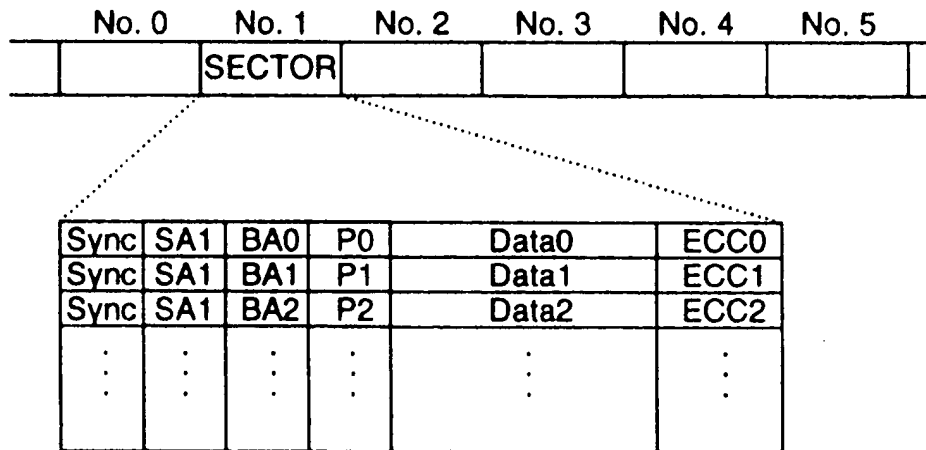 No. 0 No. 1 No. 2 No. 3 No. 4 No. 5
SECTOR
Sync SA1 BA0 P0 Data0 ECC0
Sync SA1 BA1 P1 Data1 ECC1
Sync SA1 BA2 P2 Data2 ECC2